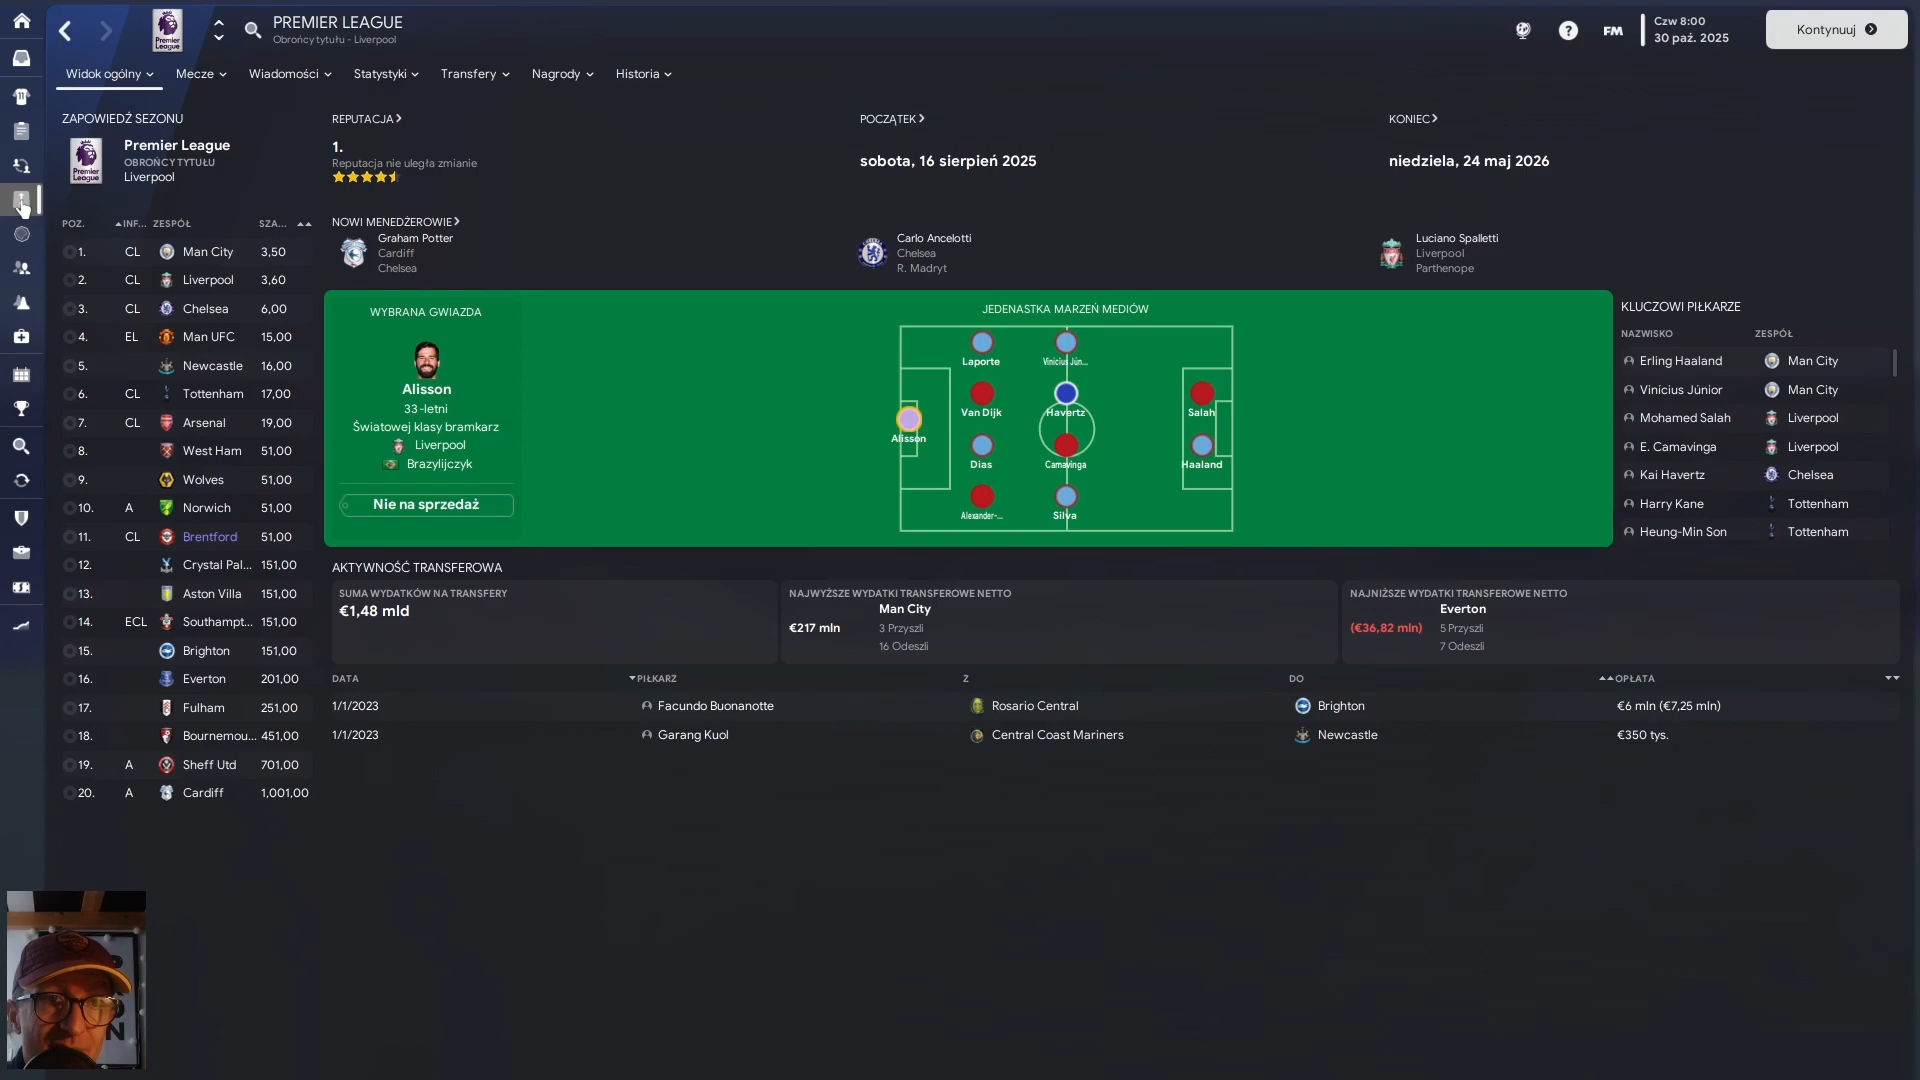 PREMIER LEAGUE
Obrońcy tytułu - Liverpool
FM
Czw 8:00
30 paź. 2025
Kontynuuj
Widok ogólny
Mecze
Wiadomości
Statystyki
Transfery
Nagrody
Historia
ZAPOWIEDŹ SEZONU
Premier League
OBROŃCY TYTUŁU
Liverpool
REPUTACJA
1.
Reputacja nie uległa zmianie
POCZĄTEK
sobota, 16 sierpień 2025
KONIEC
niedziela, 24 maj 2026
POZ. INF... ZESPÓŁ SZA...
1. CL Man City 3,50
2. CL Liverpool 3,60
3. CL Chelsea 6,00
4. EL Man UFC 15,00
5. Newcastle 16,00
6. CL Tottenham 17,00
7. CL Arsenal 19,00
8. West Ham 51,00
9. Wolves 51,00
10. A Norwich 51,00
11. CL Brentford 51,00
12. Crystal Pal... 151,00
13. Aston Villa 151,00
14. ECL Southampt... 151,00
15. Brighton 151,00
16. Everton 201,00
17. Fulham 251,00
18. Bournemou... 451,00
19. A Sheff Utd 701,00
20. A Cardiff 1,001,00
NOWI MENEDŻEROWIE
Graham Potter
Cardiff
Chelsea
Carlo Ancelotti
Chelsea
R. Madryt
Luciano Spalletti
Liverpool
Parthenope
WYBRANA GWIAZDA
Alisson
33-letni
Światowej klasy bramkarz
Liverpool
Brazylijczyk
Nie na sprzedaż
JEDENASTKA MARZEŃ MEDIÓW
Laporte
Vinícius Jún...
Van Dijk
Havertz
Salah
Alisson
Dias
Camavinga
Haaland
Alexander-...
Silva
KLUCZOWI PIŁKARZE
NAZWISKO ZESPÓŁ
Erling Haaland Man City
Vinícius Júnior Man City
Mohamed Salah Liverpool
E. Camavinga Liverpool
Kai Havertz Chelsea
Harry Kane Tottenham
Heung-Min Son Tottenham
AKTYWNOŚĆ TRANSFEROWA
SUMA WYDATKÓW NA TRANSFERY
€1,48 mld
NAJWYŻSZE WYDATKI TRANSFEROWE NETTO
Man City
€217 mln
3 Przyszli
16 Odeszli
NAJNIŻSZE WYDATKI TRANSFEROWE NETTO
Everton
(€36,82 mln)
5 Przyszli
7 Odeszli
DATA PIŁKARZ Z DO OPŁATA
1/1/2023 Facundo Buonanotte Rosario Central Brighton €6 mln (€7,25 mln)
1/1/2023 Garang Kuol Central Coast Mariners Newcastle €350 tys.